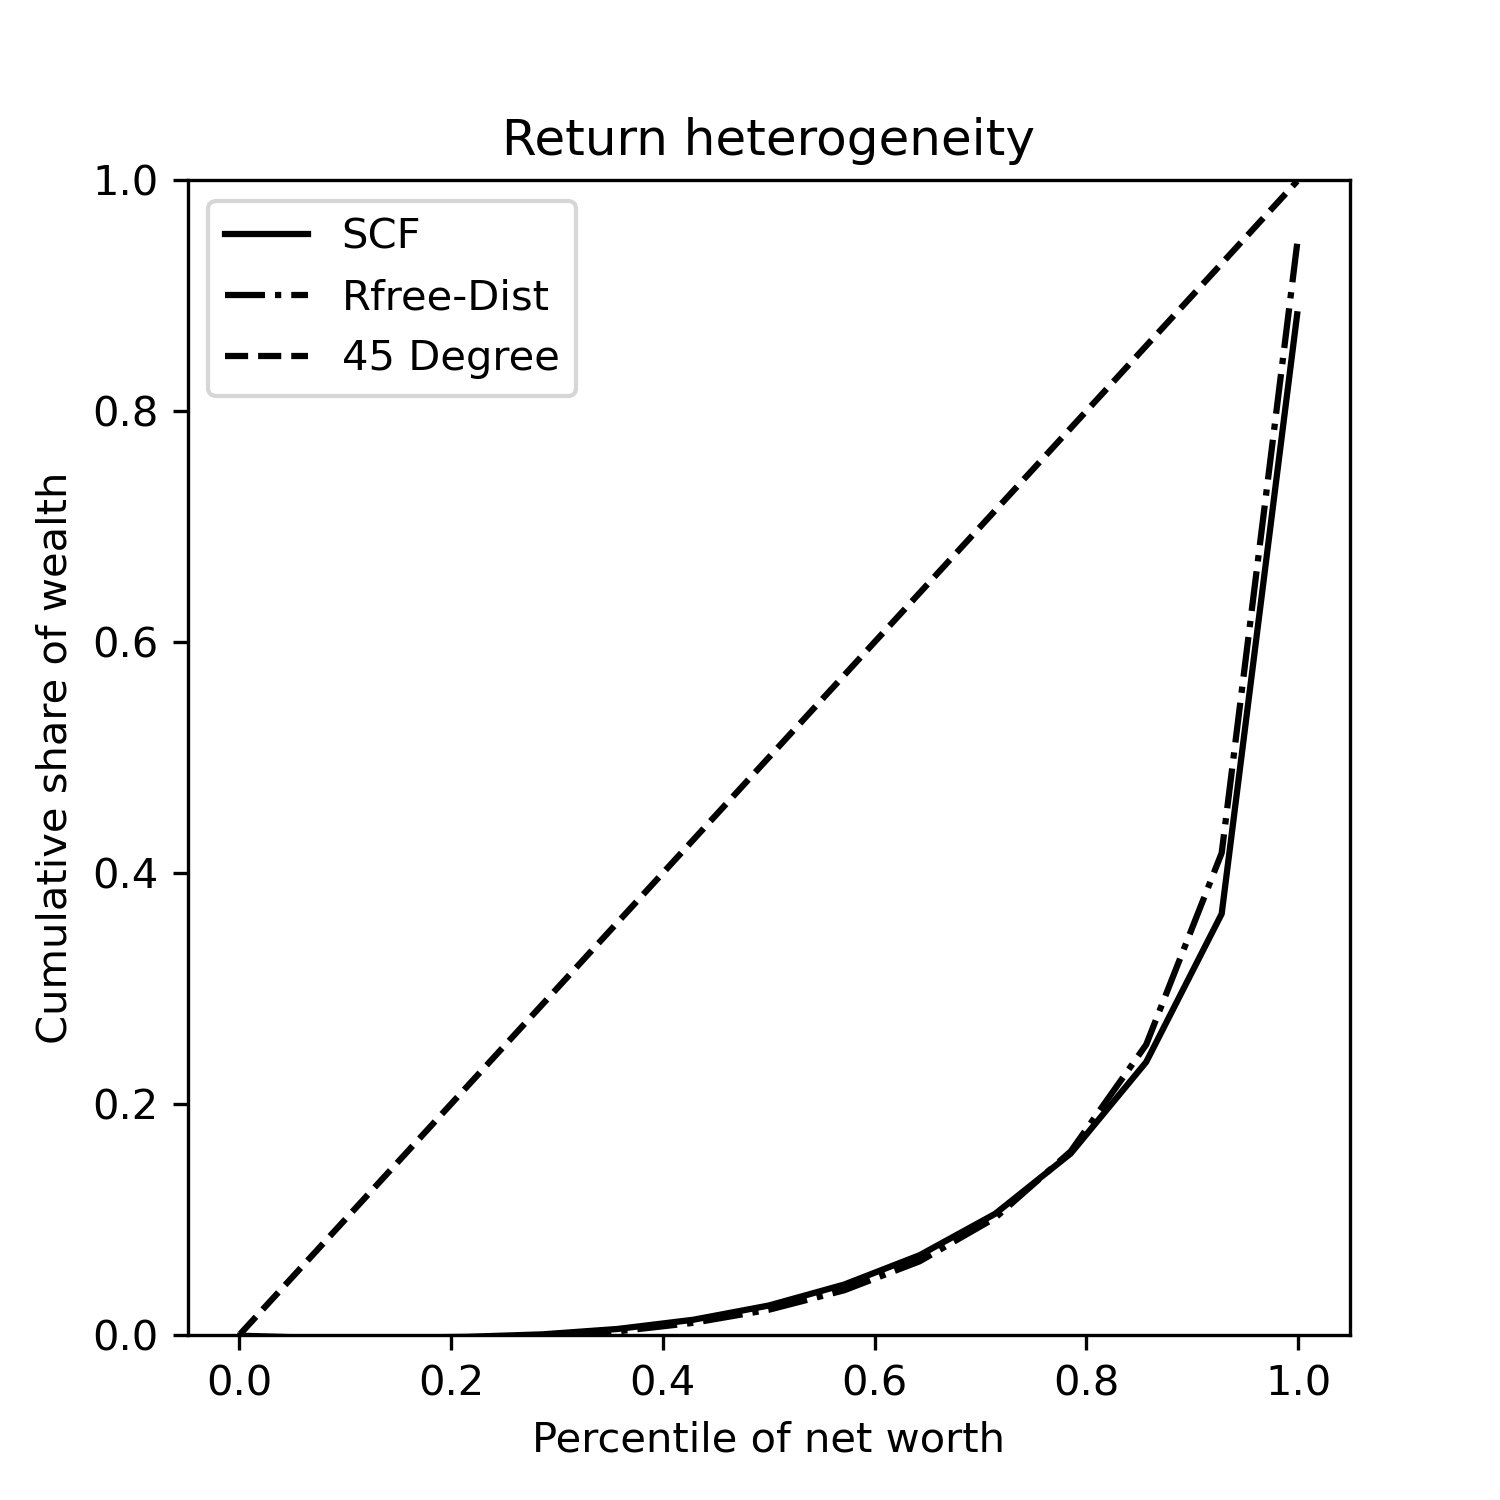 Return heterogeneity
1.0
0.8
0.6
0.4
0.2
0.0
Cumulative share of wealth
SCF
Rfree-Dist
45 Degree
0.0 0.2 0.4 0.6 0.8 1.0
Percentile of net worth